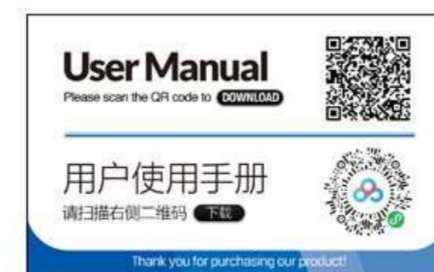 User Manual
Please scan the QR code to DOWNLOAD
用户使用手册
请扫描右侧二维码 下载
Thank you for purchasing our product!